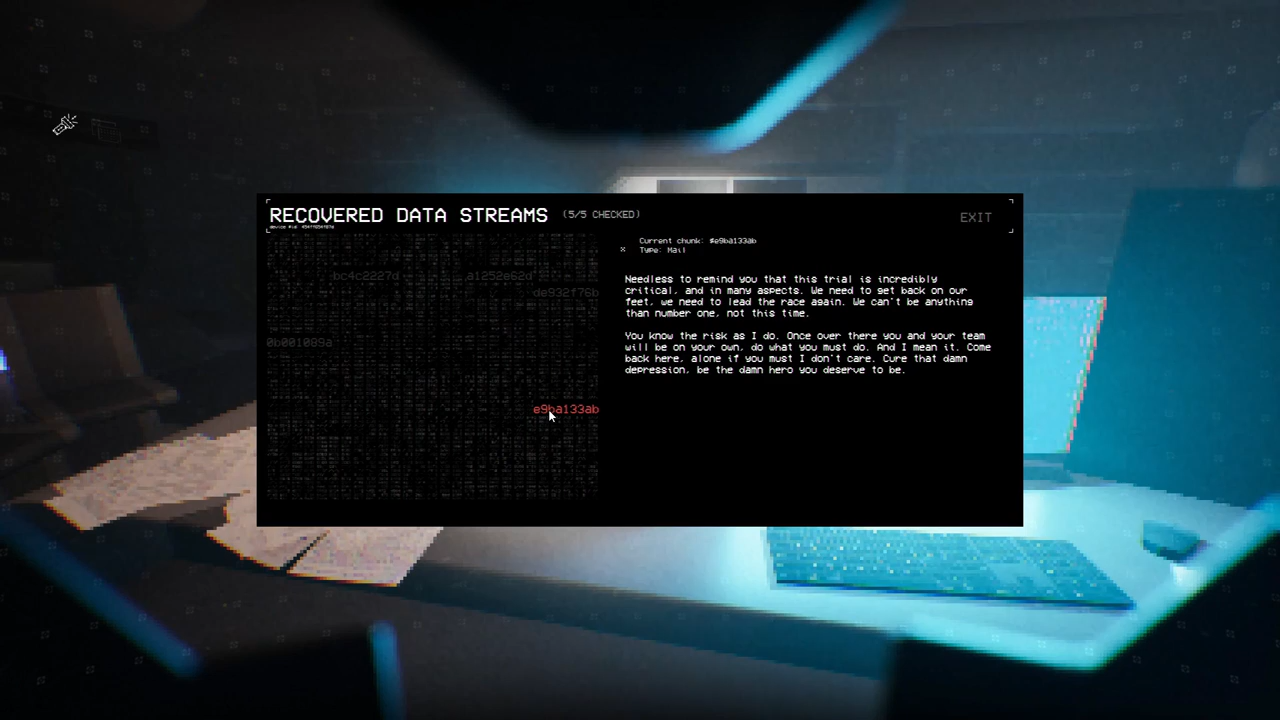 RECOVERED DATA STREAMS (5/5 CHECKED)
EXIT
Current chunk: #e9ba133ab
Type: Mail
bc4c2227d
a1252e62d
de932f76b
0b001089a
e9ba133ab
Needless to remind you that this trial is incredibly
critical, and in many aspects. We need to get back on our
feet, we need to lead the race again. We can't be anything
than number one, not this time.
You know the risk as I do. Once over there you and your team
will be on your own, do what you must do. And I mean it. Come
back here, alone if you must I don't care. Cure that damn
depression, be the damn hero you deserve to be.